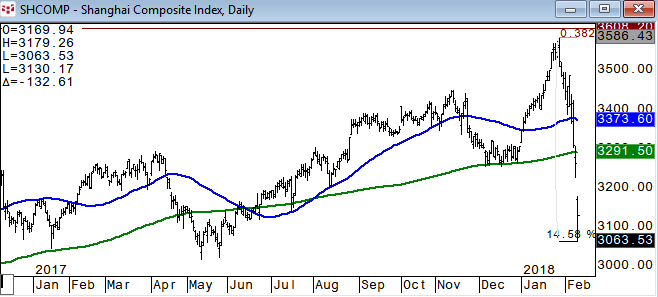 SHCOMP - Shanghai Composite Index, Daily
O=3169.94
H=3179.26
L=3063.53
L=3130.17
Δ=-132.61
0.382
3608.20
3586.43
3500.00
3400.00
3373.60
3291.50
3200.00
3100.00
14.58 %
3063.53
3000.00
2017 2018
Jan Feb Mar Apr May Jun Jul Aug Sep Oct Nov Dec Jan Feb